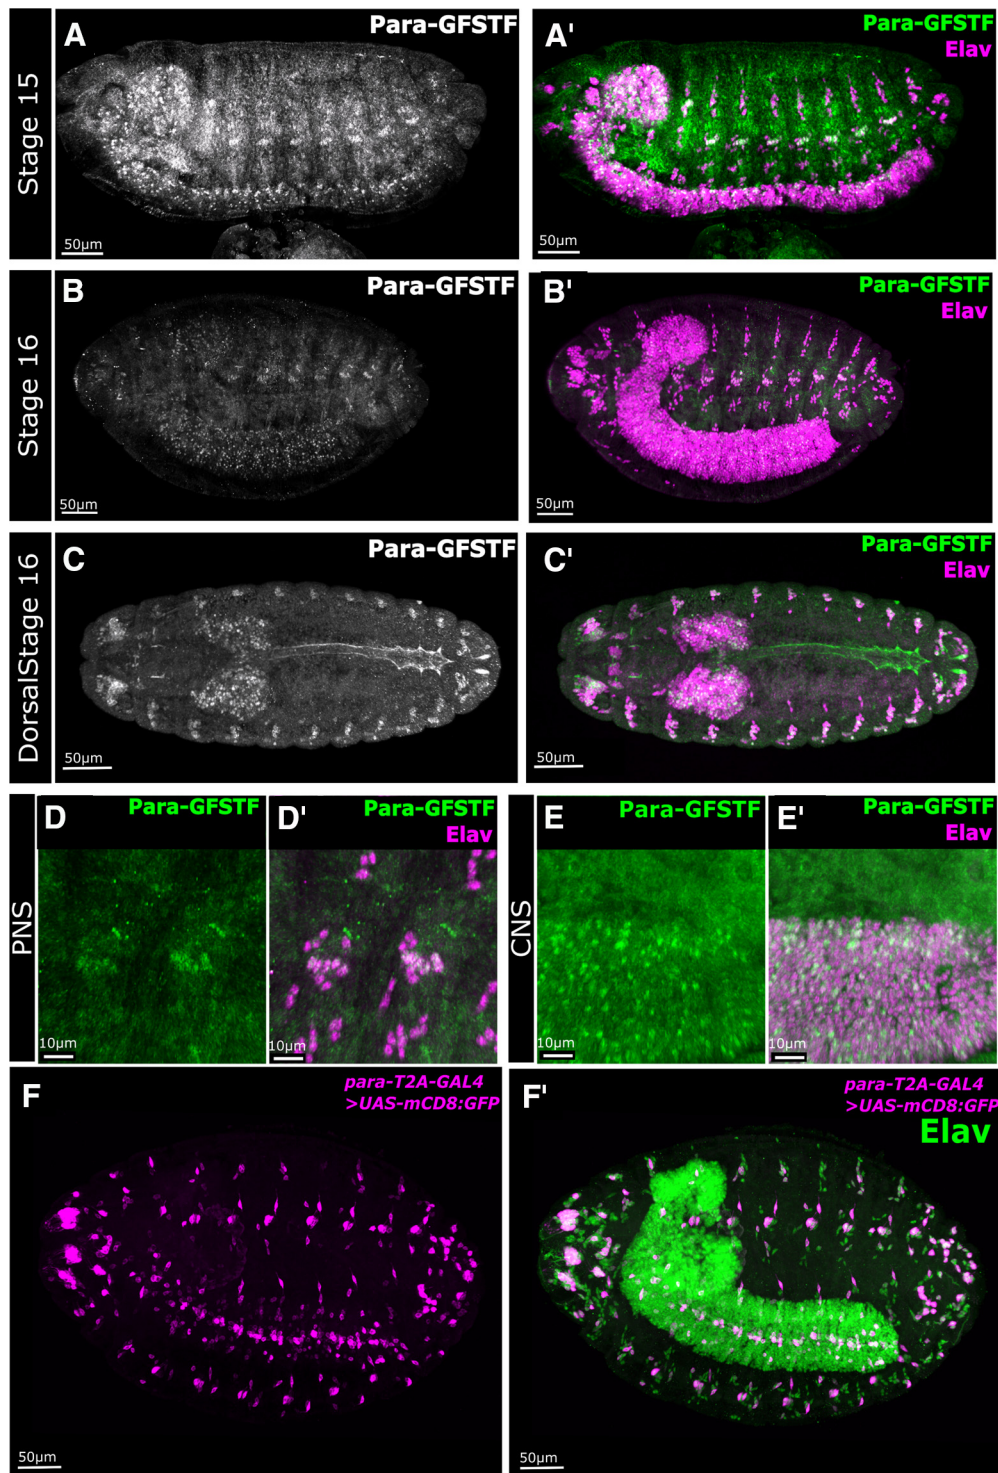 Stage 15
A
Para-GFSTF
50µm
A'
Para-GFSTF
Elav
50µm
Stage 16
B
Para-GFSTF
50µm
B'
Para-GFSTF
Elav
50µm
DorsalStage 16
C
Para-GFSTF
50µm
C'
Para-GFSTF
Elav
50µm
PNS
D
Para-GFSTF
10µm
D'
Para-GFSTF
Elav
10µm
CNS
E
Para-GFSTF
10µm
E'
Para-GFSTF
Elav
10µm
F
para-T2A-GAL4
>UAS-mCD8:GFP
50µm
F'
para-T2A-GAL4
>UAS-mCD8:GFP
Elav
50µm